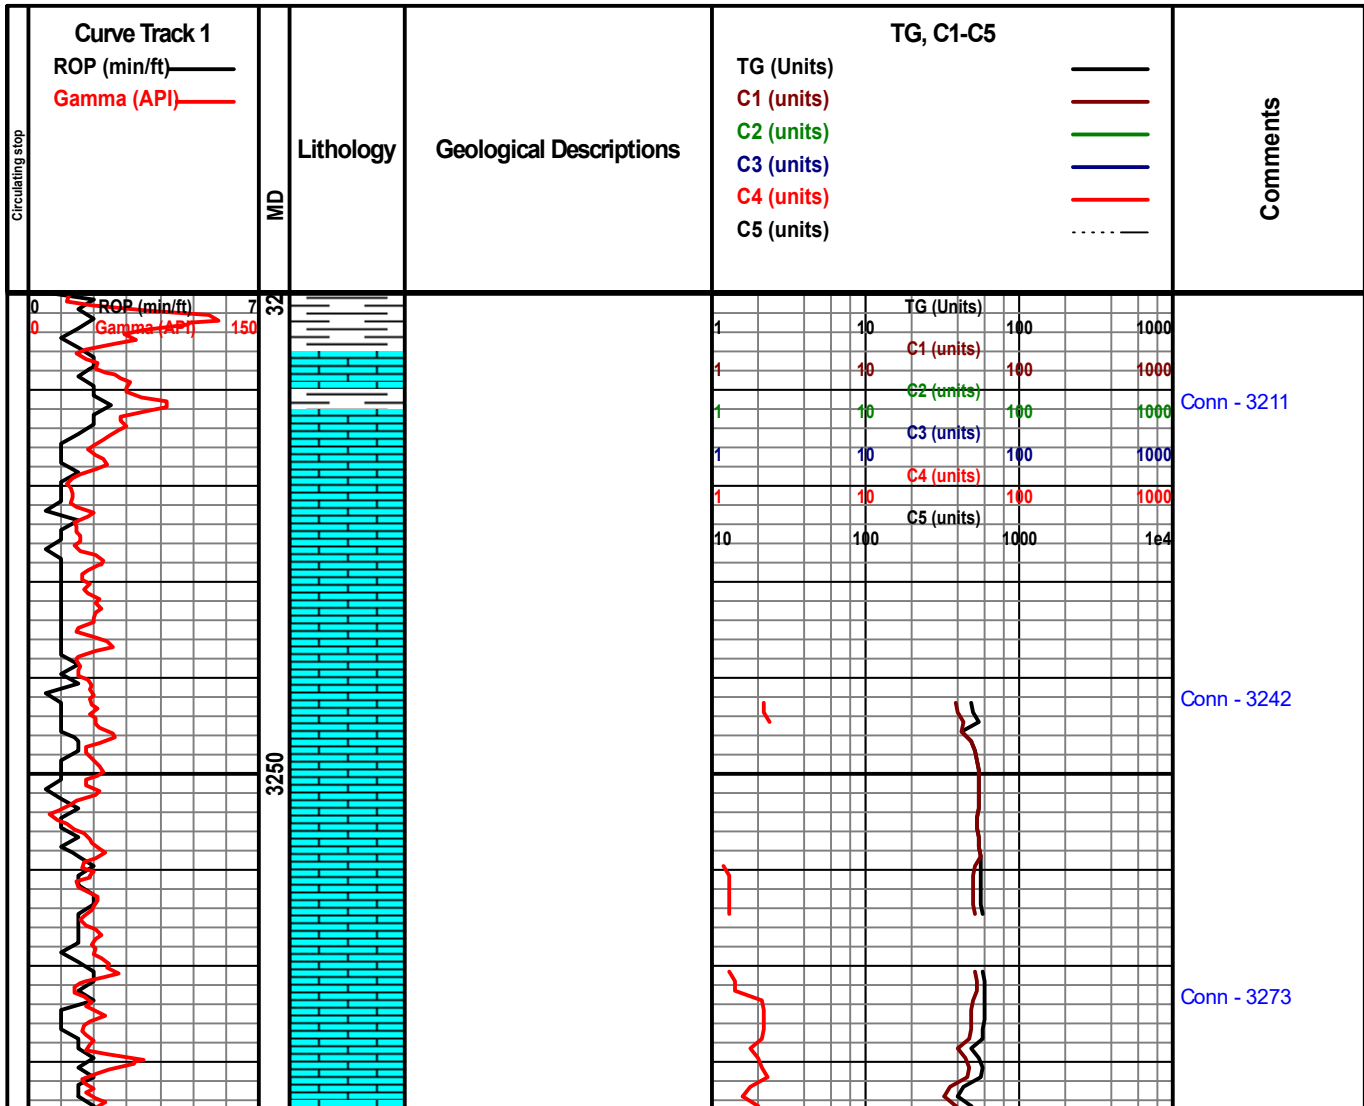 Curve Track 1
ROP (min/ft)
Gamma (API)
Circulating stop
MD
Lithology
Geological Descriptions
TG, C1-C5
TG (Units)
C1 (units)
C2 (units)
C3 (units)
C4 (units)
C5 (units)
Comments
0 ROP (min/ft) 7
0 Gamma (API) 150
32
TG (Units)
1 10 100 1000
C1 (units)
1 10 100 1000
C2 (units)
1 10 100 1000
C3 (units)
1 10 100 1000
C4 (units)
1 10 100 1000
C5 (units)
10 100 1000 1e4
Conn - 3211
Conn - 3242
3250
Conn - 3273